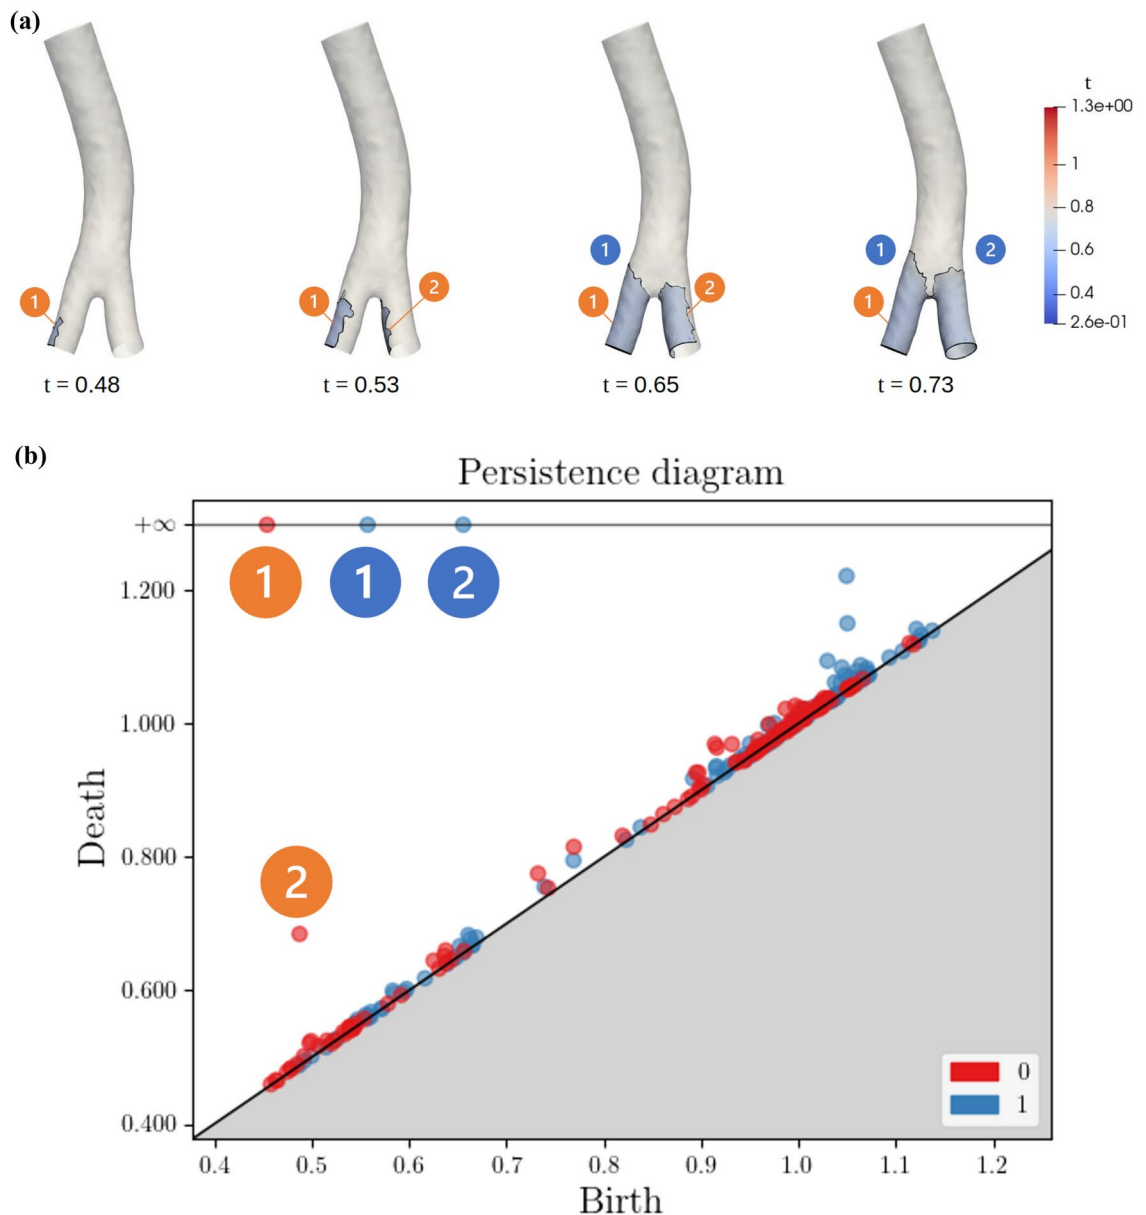 (a)
t
1.3e+00
1
0.8
0.6
0.4
2.6e-01
1
1
2
1
1
2
1
2
1
t = 0.48
t = 0.53
t = 0.65
t = 0.73
(b)
Persistence diagram
+∞
1.200
1.000
0.800
0.600
0.400
Death
1
1
2
2
0
1
0.4
0.5
0.6
0.7
0.8
0.9
1.0
1.1
1.2
Birth